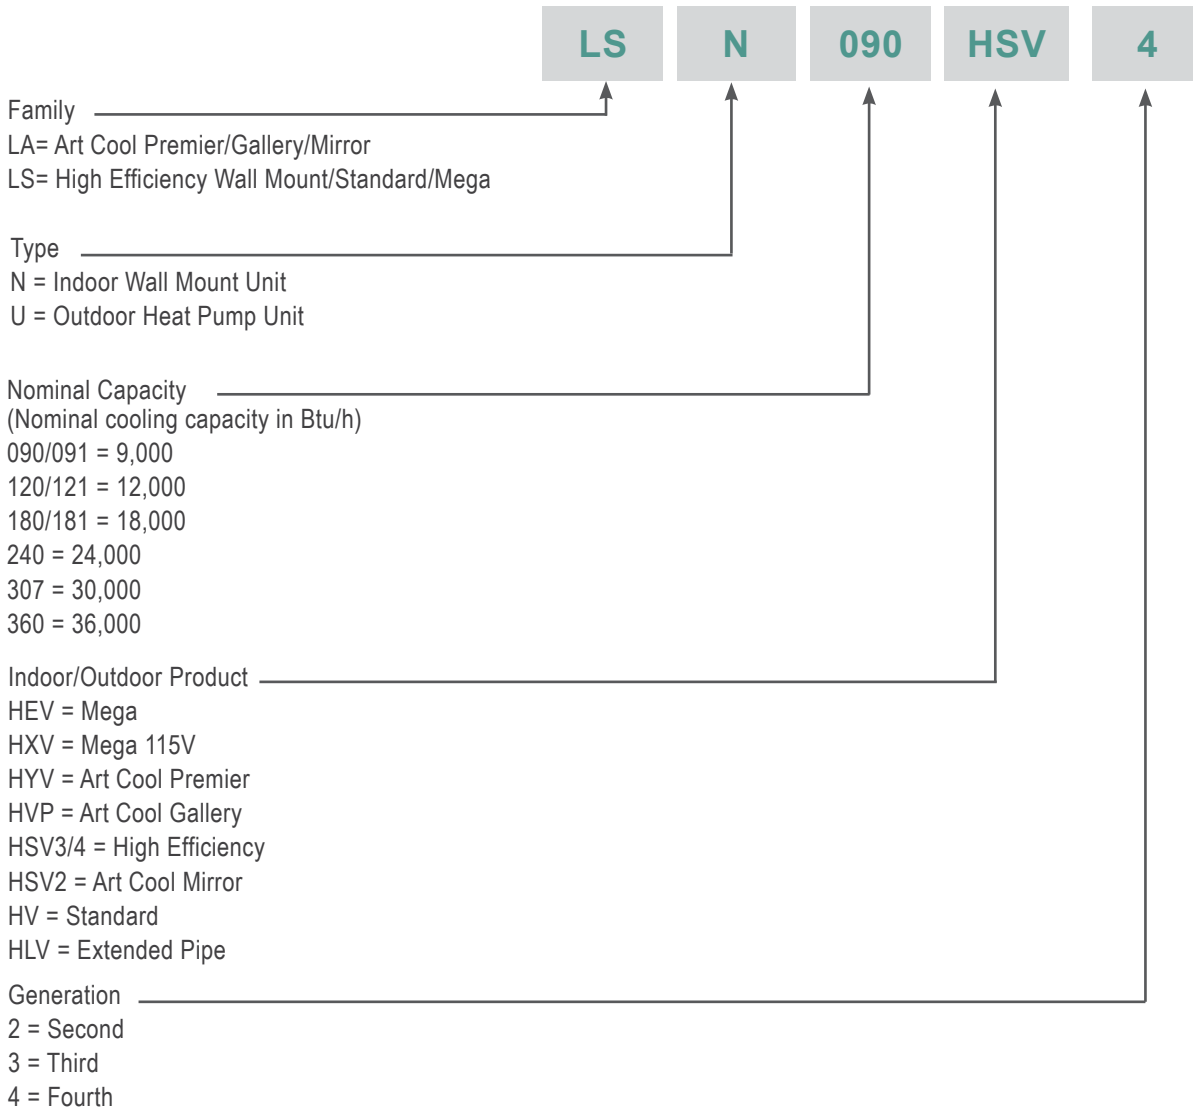 LS N 090 HSV 4
Family
LA= Art Cool Premier/Gallery/Mirror
LS= High Efficiency Wall Mount/Standard/Mega
Type
N = Indoor Wall Mount Unit
U = Outdoor Heat Pump Unit
Nominal Capacity
(Nominal cooling capacity in Btu/h)
090/091 = 9,000
120/121 = 12,000
180/181 = 18,000
240 = 24,000
307 = 30,000
360 = 36,000
Indoor/Outdoor Product
HEV = Mega
HXV = Mega 115V
HYV = Art Cool Premier
HVP = Art Cool Gallery
HSV3/4 = High Efficiency
HSV2 = Art Cool Mirror
HV = Standard
HLV = Extended Pipe
Generation
2 = Second
3 = Third
4 = Fourth